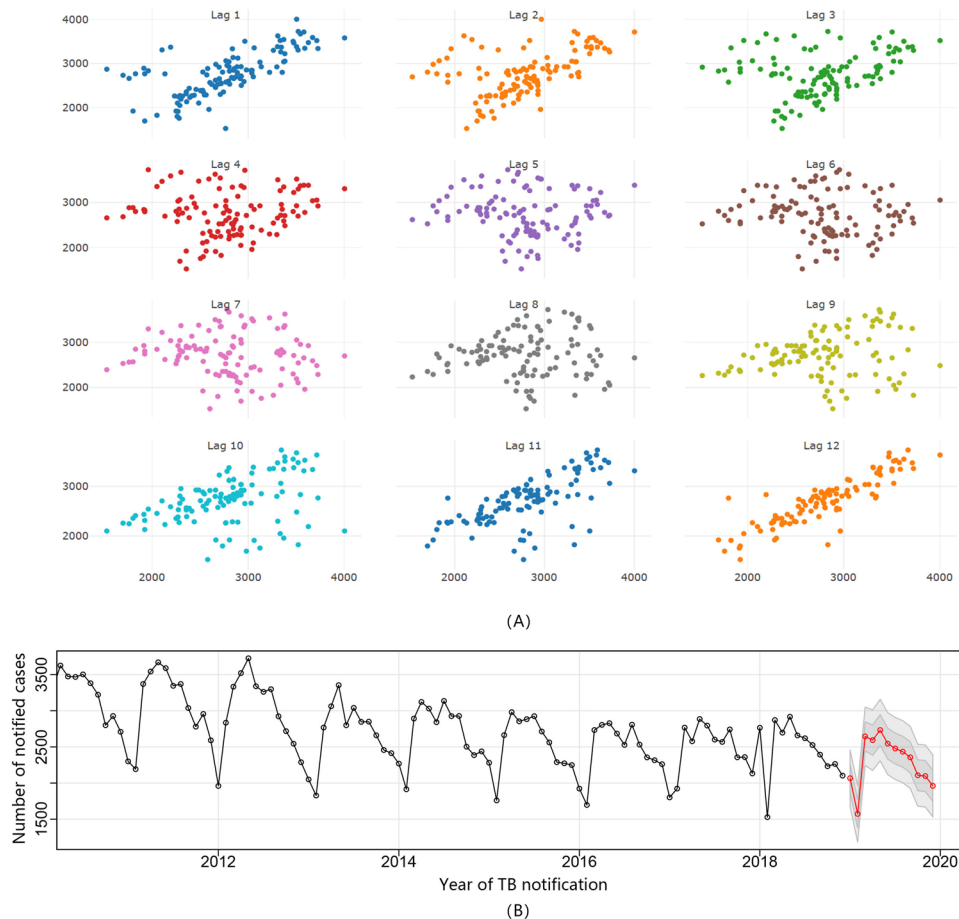 Lag 1 Lag 2 Lag 3
4000
3000
2000
Lag 4 Lag 5 Lag 6
3000
2000
Lag 7 Lag 8 Lag 9
3000
2000
Lag 10 Lag 11 Lag 12
3000
2000
2000 3000 4000 2000 3000 4000 2000 3000 4000
(A)
Number of notified cases
3500
2500
1500
2012 2014 2016 2018 2020
Year of TB notification
(B)